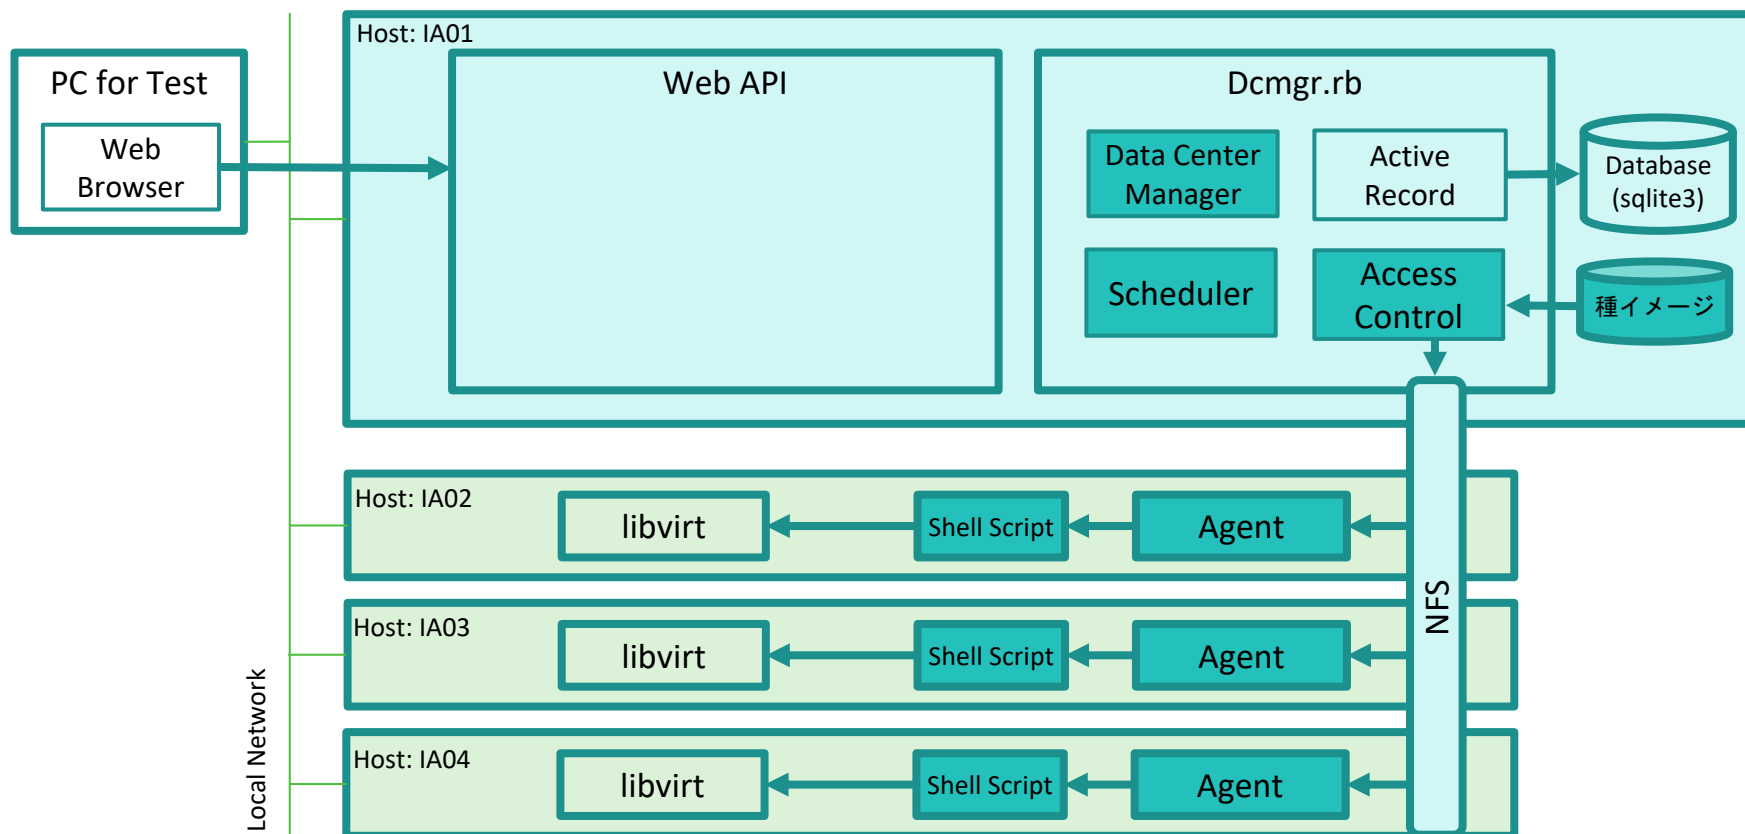 Host: IA01
PC for Test
Web
Browser
Web API
Dcmgr.rb
Data Center
Manager
Active
Record
Database
(sqlite3)
Scheduler
Access
Control
種イメージ
Host: IA02
libvirt
Shell Script
Agent
Host: IA03
libvirt
Shell Script
Agent
Host: IA04
libvirt
Shell Script
Agent
NFS
Local Network